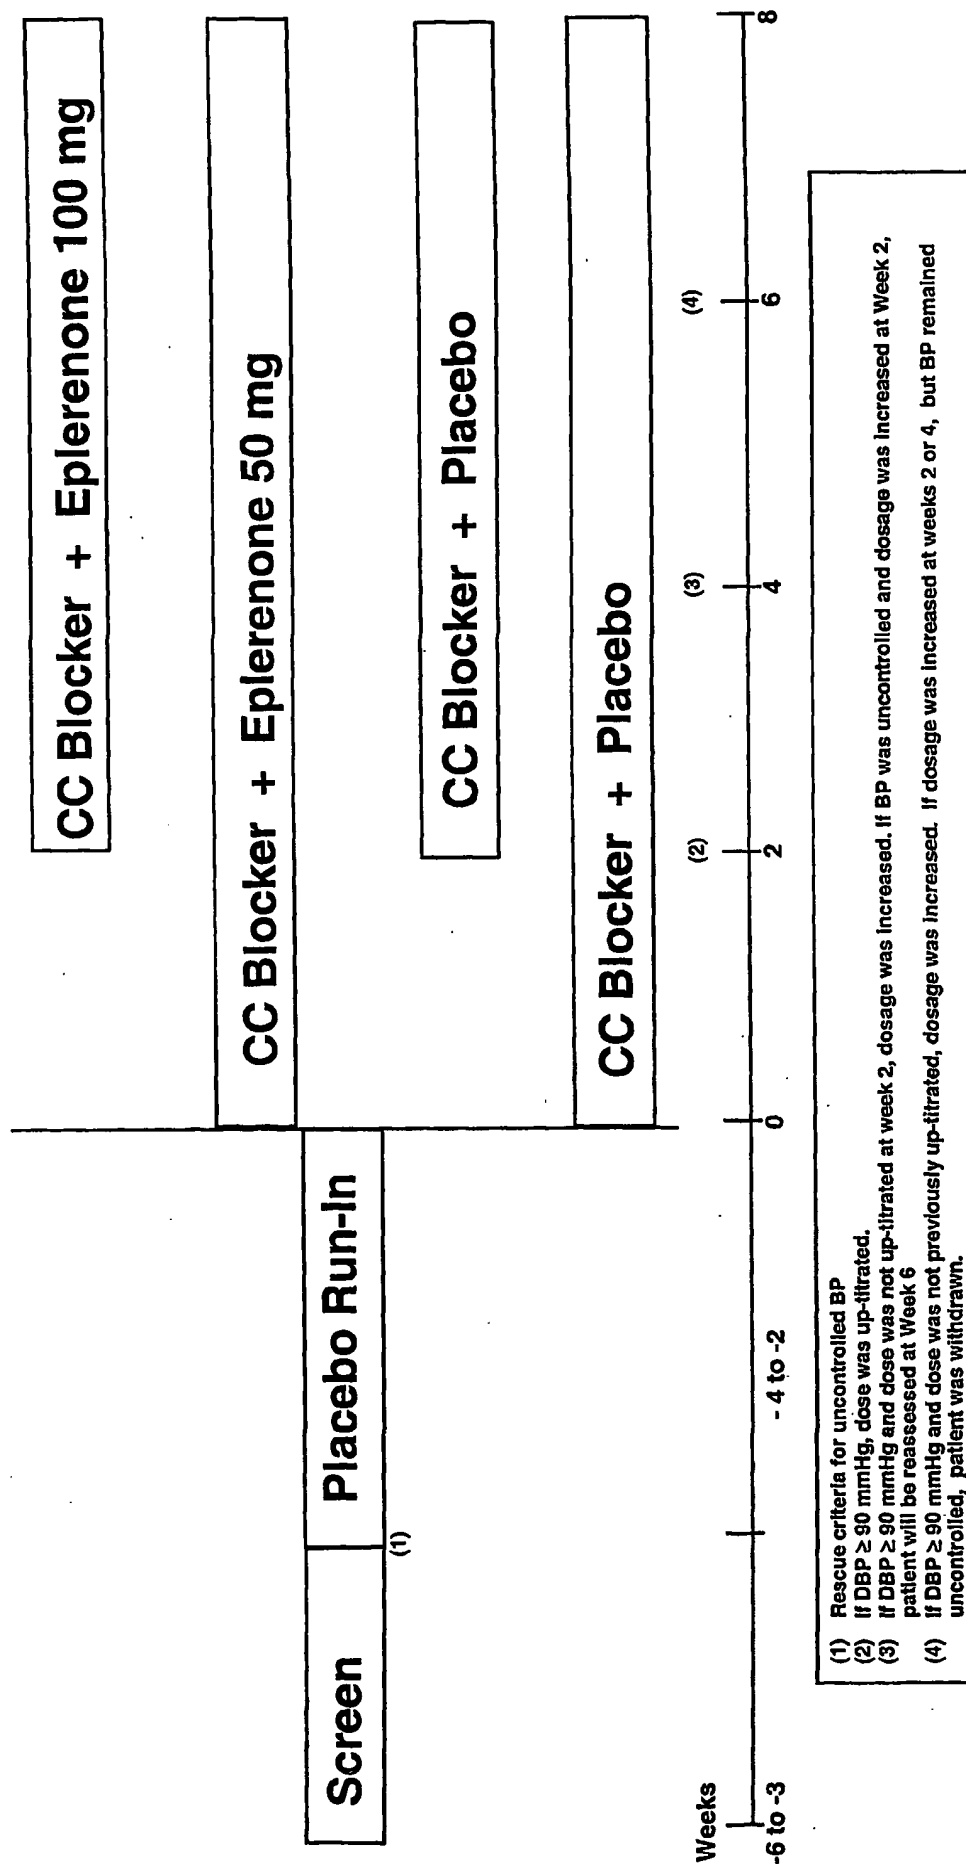 CC Blocker + Eplerenone 100 mg
CC Blocker + Eplerenone 50 mg
Screen
Placebo Run-In
(1)
CC Blocker + Placebo
CC Blocker + Placebo
(2)
(3)
(4)
Weeks
-6 to -3
- 4 to -2
0
2
4
6
8
(1) Rescue criteria for uncontrolled BP
(2) If DBP ≥ 90 mmHg, dose was up-titrated.
(3) If DBP ≥ 90 mmHg and dose was not up-titrated at week 2, dosage was increased. If BP was uncontrolled and dosage was increased at Week 2,
patient will be reassessed at Week 6
(4) If DBP ≥ 90 mmHg and dose was not previously up-titrated, dosage was increased. If dosage was increased at weeks 2 or 4, but BP remained
uncontrolled, patient was withdrawn.